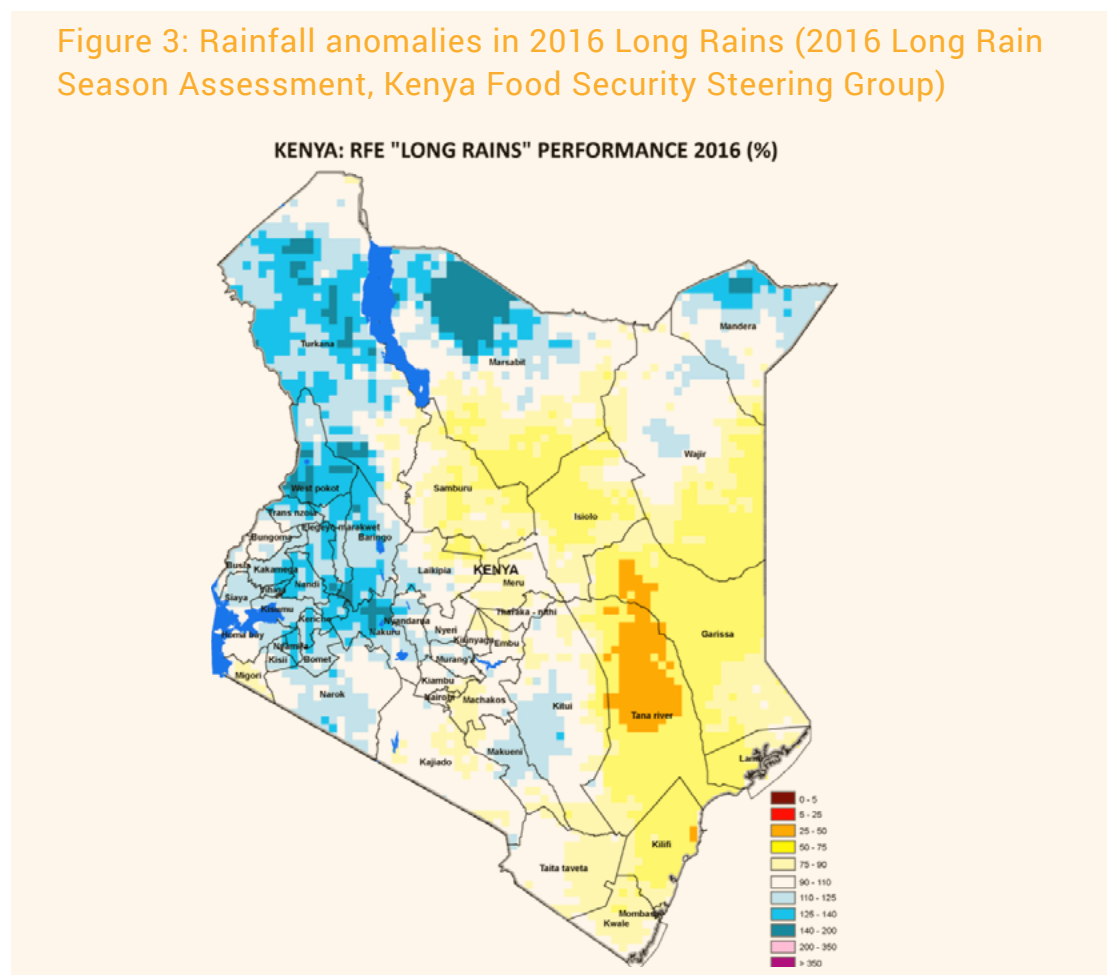 Figure 3: Rainfall anomalies in 2016 Long Rains (2016 Long Rain
Season Assessment, Kenya Food Security Steering Group)
KENYA: RFE "LONG RAINS" PERFORMANCE 2016 (%)
Mandera
Turkana
Marsabit
Wajir
West pokot
Samburu
Trans nzoia
Isiolo
Elegeyo-marakwet
Bungoma
Baringo
Busia
Kakamega
Laikipia
KENYA
Nandi
Meru
Siaya
Kisumu
Tharaka - nithi
Kericho
Nyandarua
Homa bay
Nakuru
Nyeri
Garissa
Embu
Kisii
Bomet
Murang'a
Migori
Kiambu
Narok
Nairobi
Machakos
Kitui
Tana river
Makueni
Kajiado
Lamu
0 - 5
5 - 25
25 - 50
Kilifi
50 - 75
Taita taveta
75 - 90
90 - 110
110 - 125
Mombasa
125 - 140
Kwale
140 - 200
200 - 350
> 350